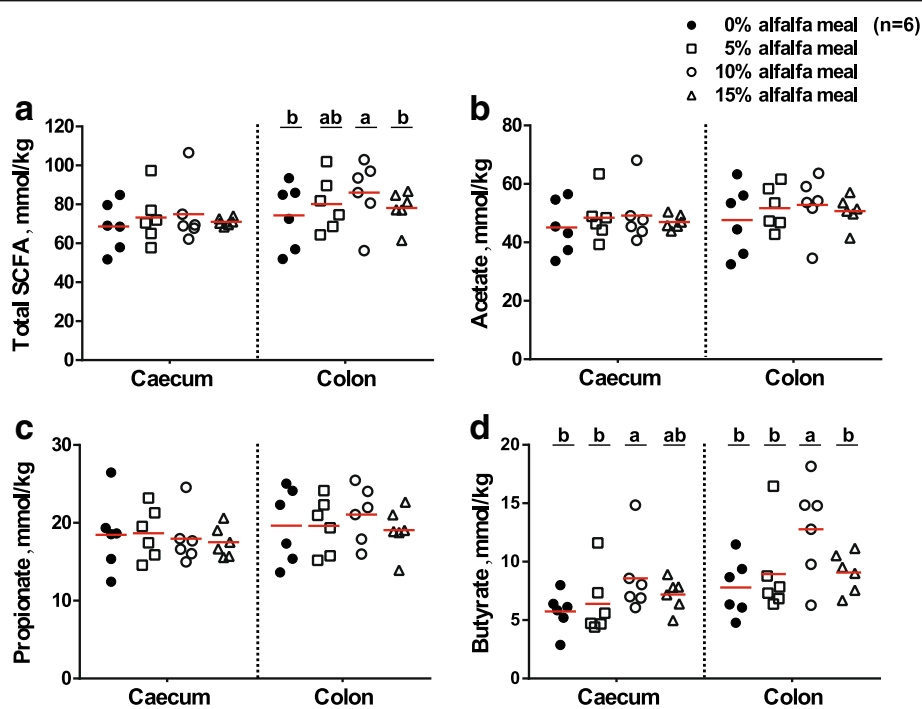 0% alfalfa meal (n=6)
5% alfalfa meal
10% alfalfa meal
15% alfalfa meal
a
b ab a b
120
100
80
60
40
20
0
Total SCFA, mmol/kg
Caecum Colon
b
80
60
40
20
0
Acetate, mmol/kg
Caecum Colon
c
30
20
10
0
Propionate, mmol/kg
Caecum Colon
d
b b a ab b b a b
20
15
10
5
0
Butyrate, mmol/kg
Caecum Colon